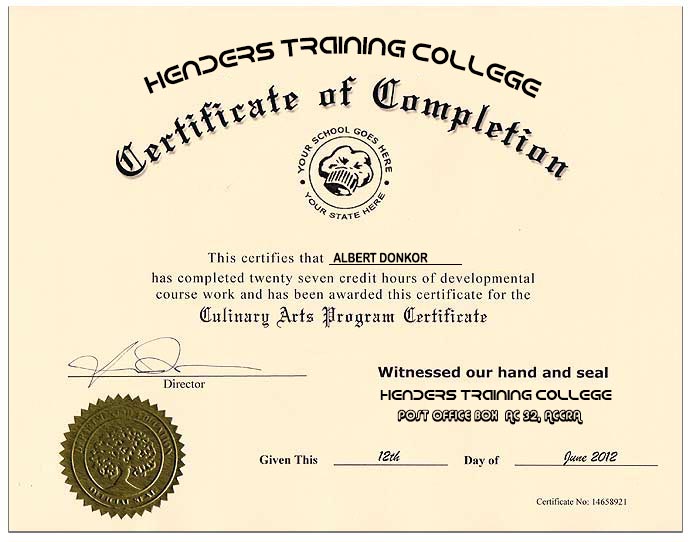 HENDERS TRAINING COLLEGE
Certificate of Completion
YOUR SCHOOL GOES HERE
YOUR STATE HERE
This certifies that ALBERT DONKOR
has completed twenty seven credit hours of developmental
course work and has been awarded this certificate for the
Culinary Arts Program Certificate
Director
Witnessed our hand and seal
HENDERS TRAINING COLLEGE
POST OFFICE BOX AC 32, ACCRA
OFFICIAL SEAL
Given This 12th Day of June 2012
Certificate No: 14658921